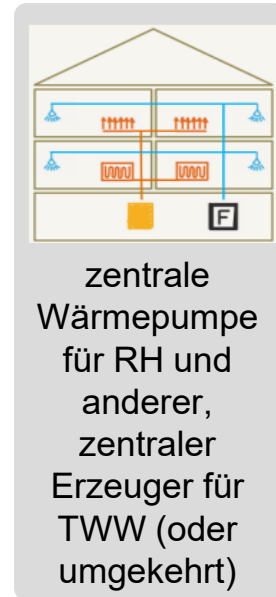 F
zentrale
Wärmepumpe
für RH und
anderer,
zentraler
Erzeuger für
TWW (oder
umgekehrt)